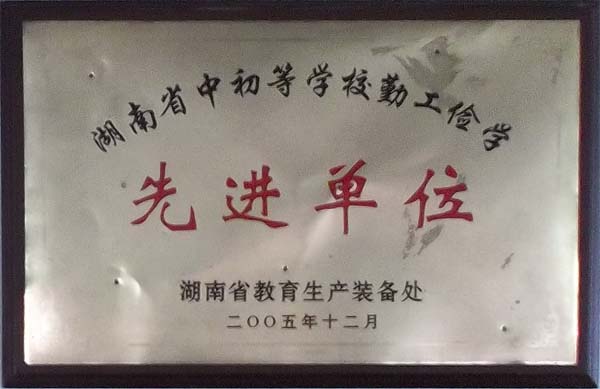 湖南省中初等学校勤工俭学
先进单位
湖南省教育生产装备处
二〇〇五年十二月